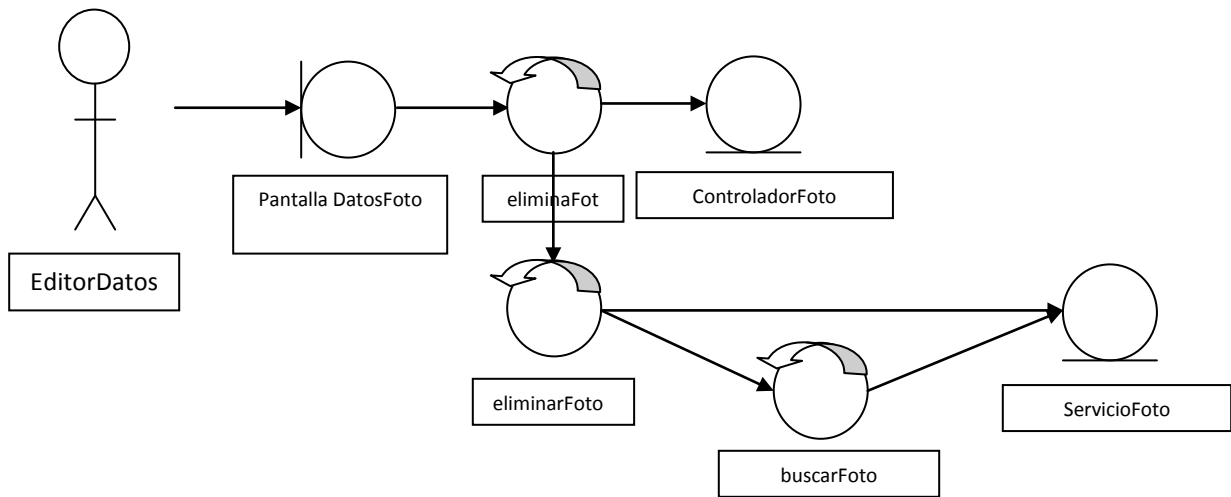 Pantalla DatosFoto
eliminaFot
ControladorFoto
EditorDatos
eliminarFoto
ServicioFoto
buscarFoto